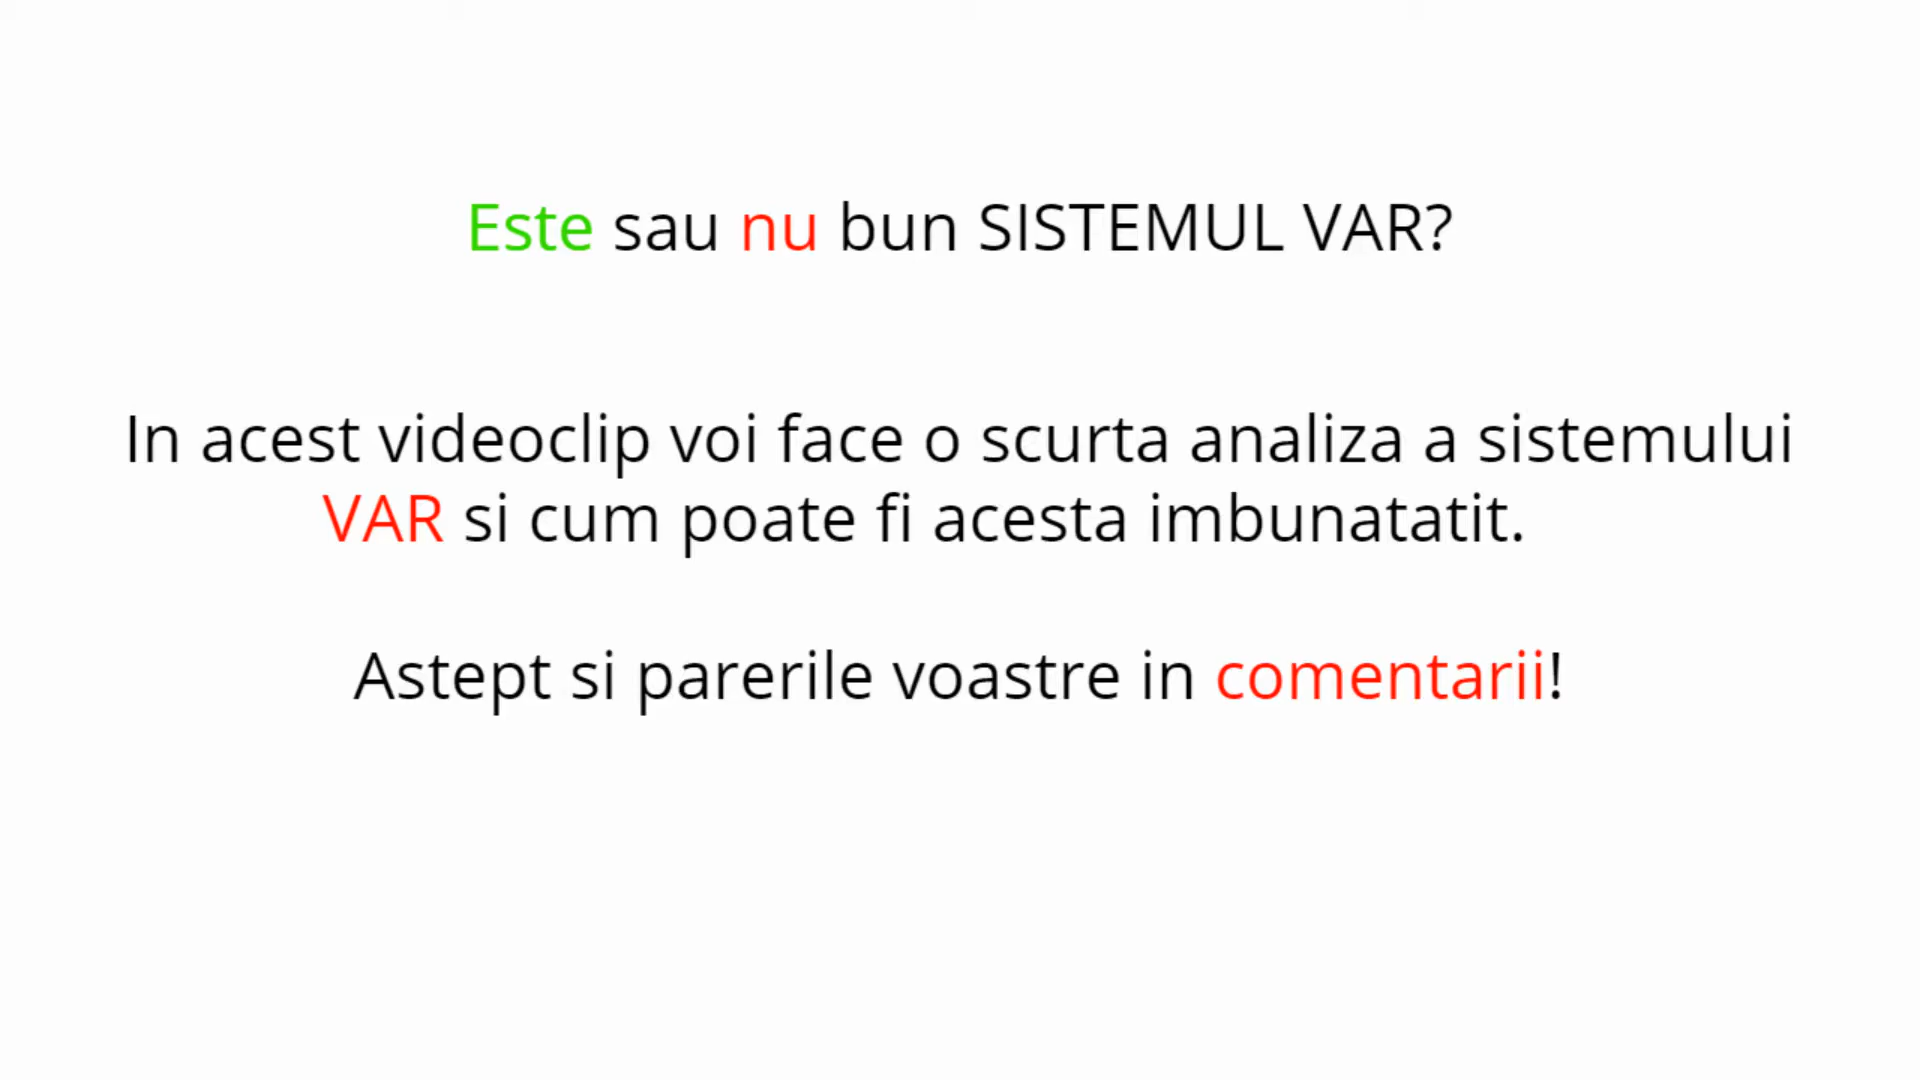 Este sau nu bun SISTEMUL VAR?
In acest videoclip voi face o scurta analiza a sistemului
VAR si cum poate fi acesta imbunatatit.
Astept si parerile voastre in comentarii!